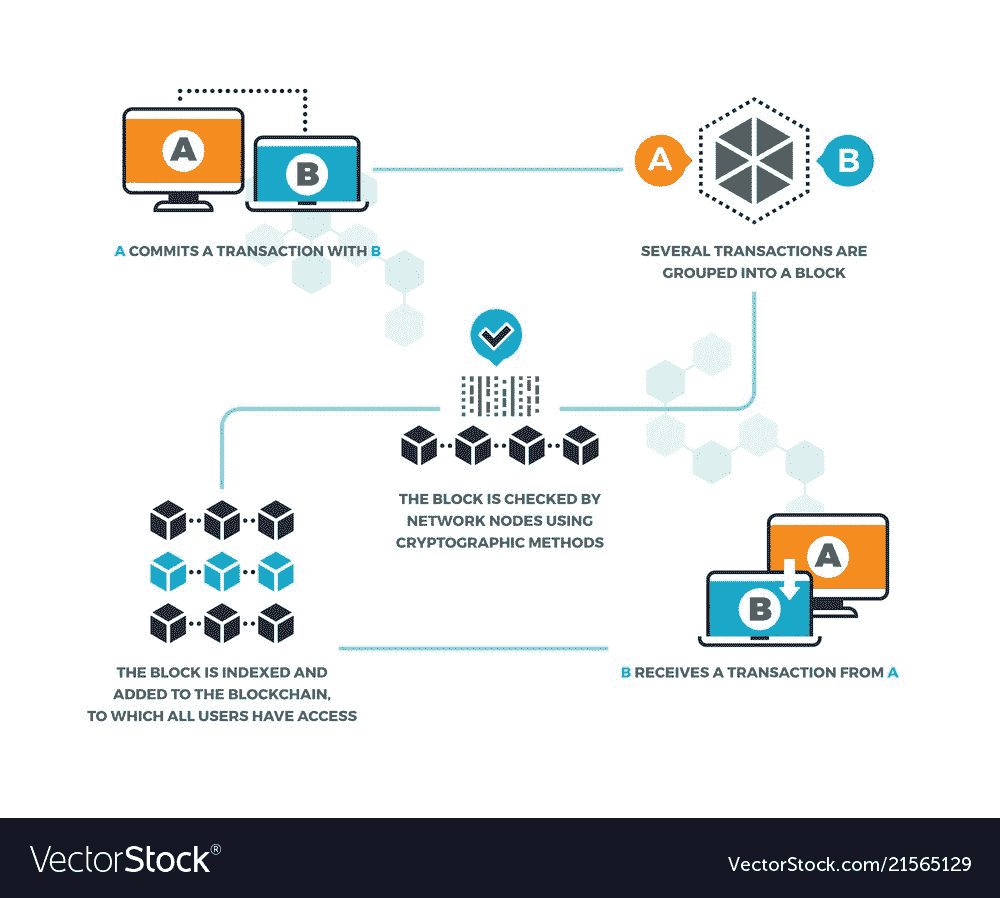 A
B
A COMMITS A TRANSACTION WITH B
A
B
SEVERAL TRANSACTIONS ARE
GROUPED INTO A BLOCK
THE BLOCK IS CHECKED BY
NETWORK NODES USING
CRYPTOGRAPHIC METHODS
THE BLOCK IS INDEXED AND
ADDED TO THE BLOCKCHAIN,
TO WHICH ALL USERS HAVE ACCESS
A
B
B RECEIVES A TRANSACTION FROM A
VectorStock®
VectorStock.com/21565129